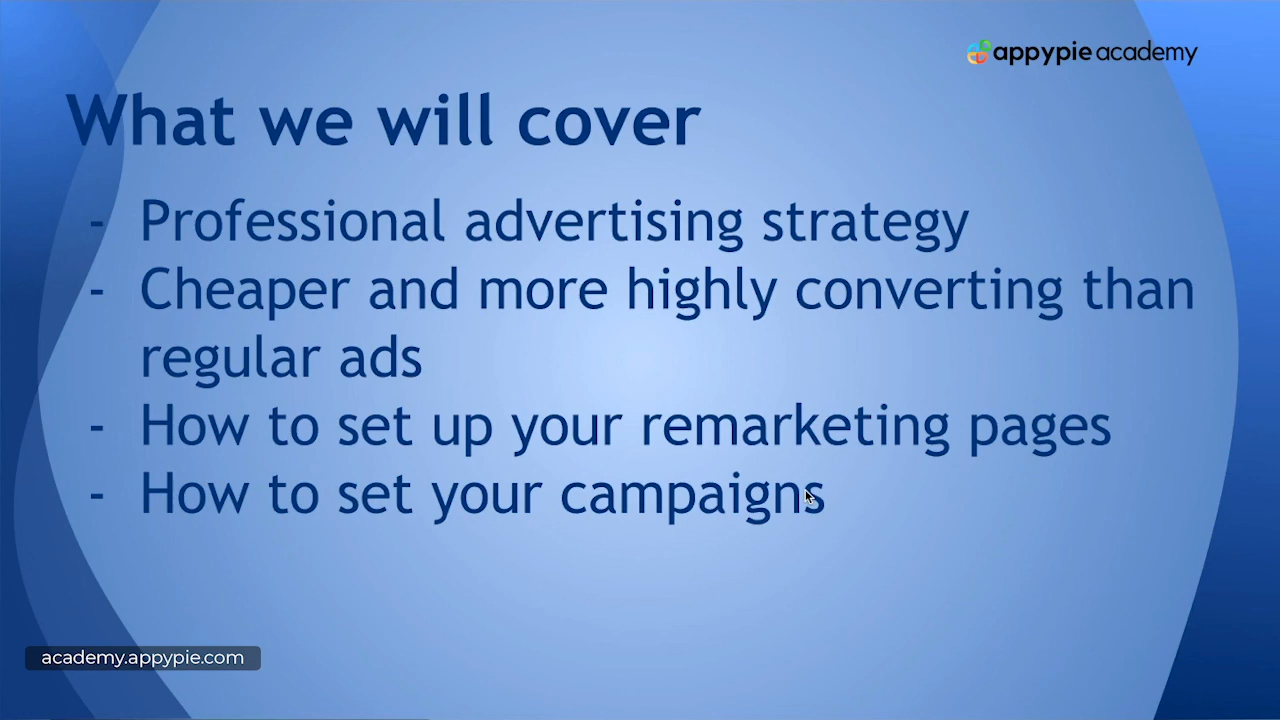 appypie academy
What we will cover
- Professional advertising strategy
- Cheaper and more highly converting than
regular ads
- How to set up your remarketing pages
- How to set your campaigns
academy.appypie.com